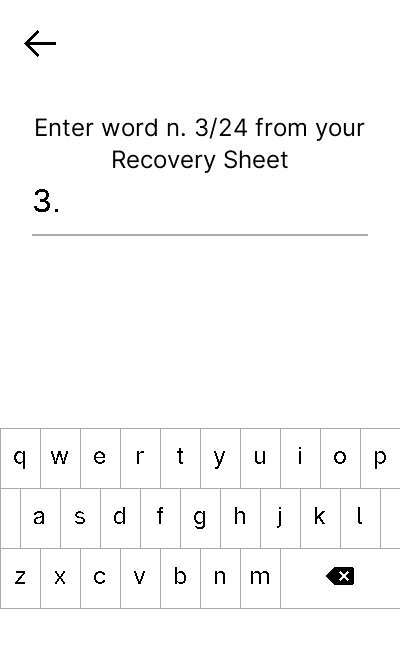 Enter word n. 3/24 from your
Recovery Sheet
3.
q w e r t y u i o p
a s d f g h j k l
z x c v b n m